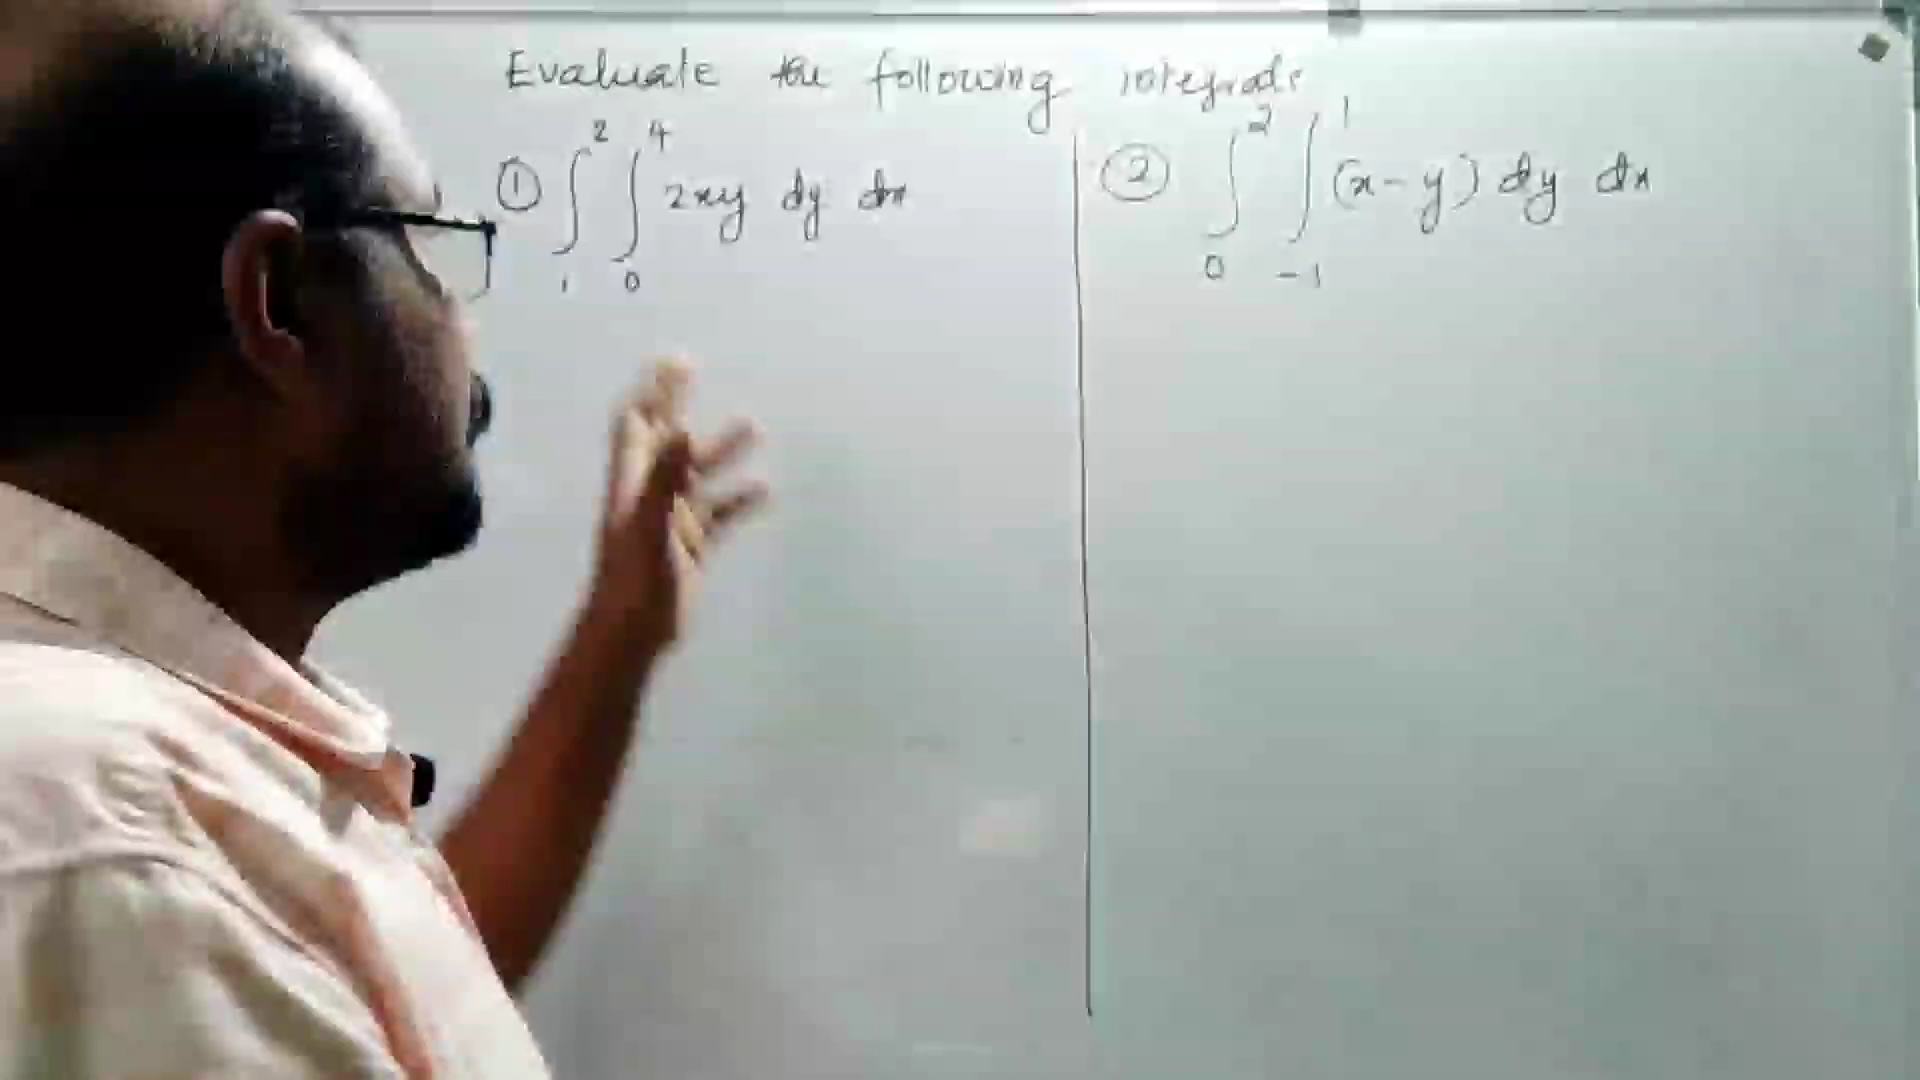 Evaluate the following integrals
① ∫₁² ∫₀⁴ 2xy dy dx
② ∫₀² ∫₋₁¹ (x-y) dy dx